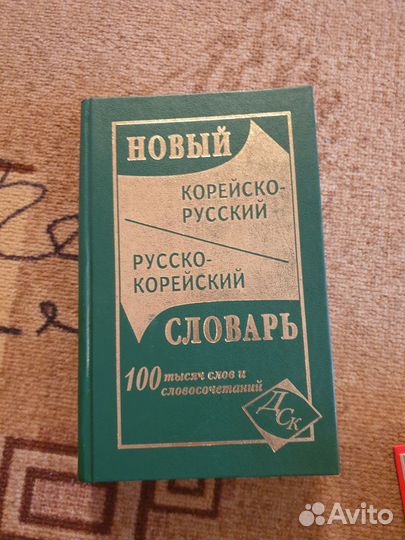 НОВЫЙ
КОРЕЙСКО-
РУССКИЙ
РУССКО-
КОРЕЙСКИЙ
СЛОВАРЬ
100 тысяч слов и
словосочетаний
ДСК
Avito